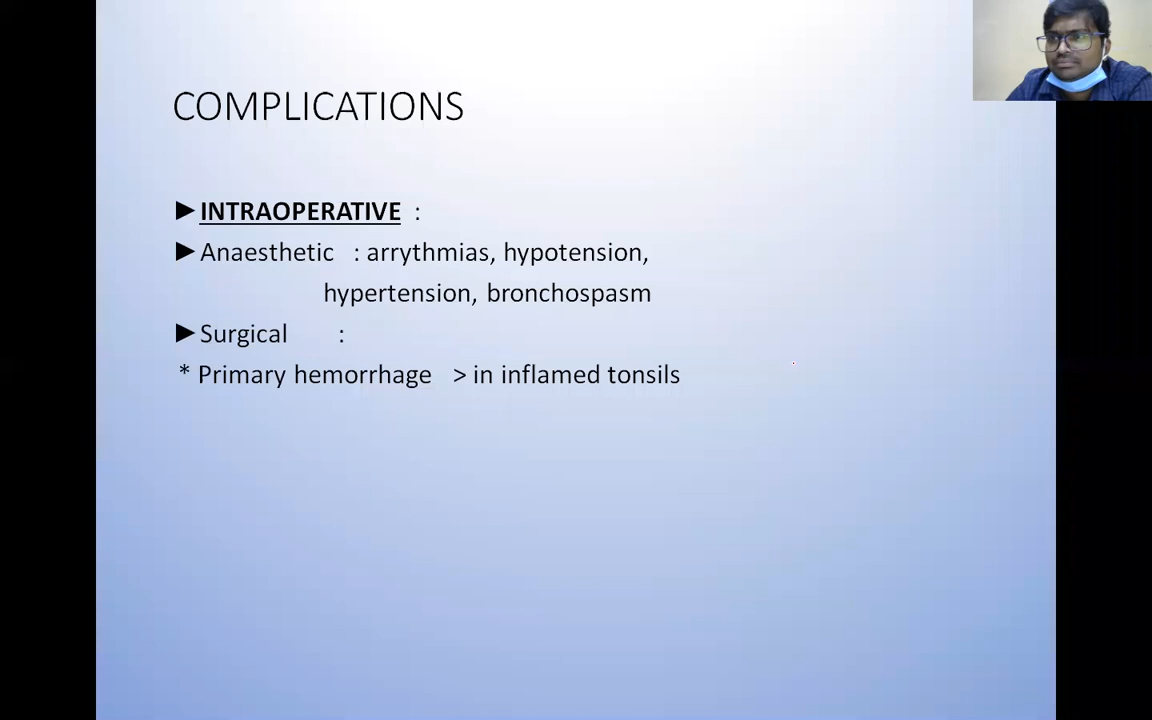 COMPLICATIONS
►INTRAOPERATIVE :
►Anaesthetic : arrythmias, hypotension,
hypertension, bronchospasm
►Surgical :
* Primary hemorrhage > in inflamed tonsils